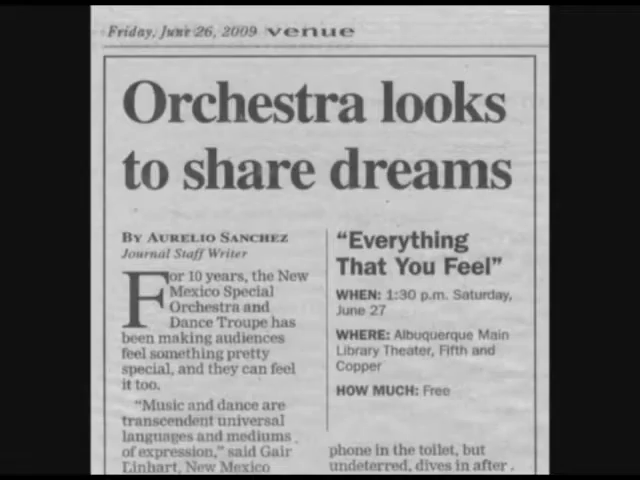 Friday, June 26, 2009 venue
Orchestra looks
to share dreams
BY AURELIO SANCHEZ
Journal Staff Writer
For 10 years, the New
Mexico Special
Orchestra and
Dance Troupe has
been making audiences
feel something pretty
special, and they can feel
it too.
"Music and dance are
transcendent universal
languages and mediums
of expression," said Gair
Linhart, New Mexico
"Everything
That You Feel"
WHEN: 1:30 p.m. Saturday,
June 27
WHERE: Albuquerque Main
Library Theater, Fifth and
Copper
HOW MUCH: Free
phone in the toilet, but
undeterred, dives in after